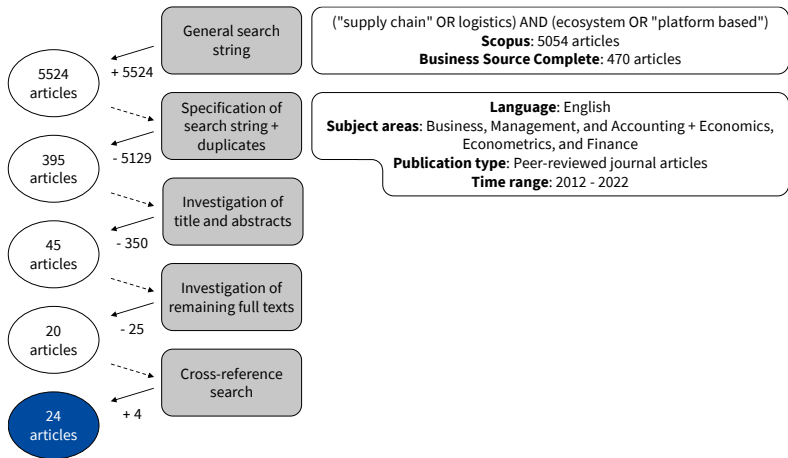 General search
string
("supply chain" OR logistics) AND (ecosystem OR "platform based")
Scopus: 5054 articles
Business Source Complete: 470 articles
+ 5524
5524
articles
Specification of
search string +
duplicates
Language: English
Subject areas: Business, Management, and Accounting + Economics,
Econometrics, and Finance
Publication type: Peer-reviewed journal articles
Time range: 2012 - 2022
- 5129
395
articles
Investigation of
title and abstracts
- 350
45
articles
Investigation of
remaining full texts
- 25
20
articles
Cross-reference
search
+ 4
24
articles